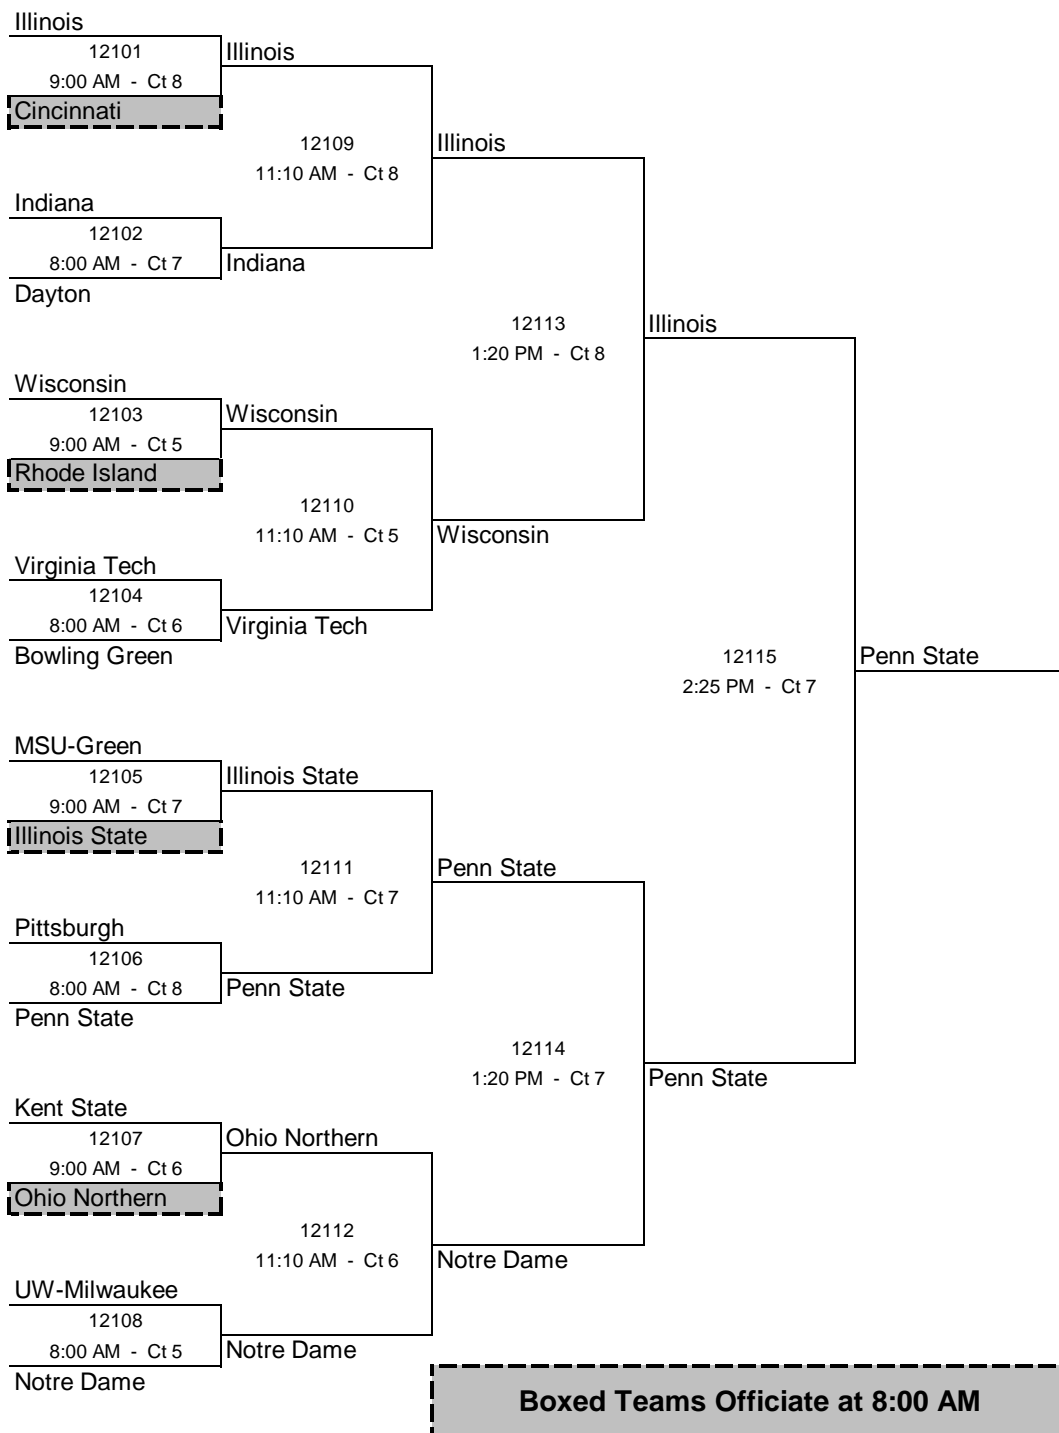 Illinois
12101
Illinois
9:00 AM - Ct 8
Cincinnati
12109
Illinois
11:10 AM - Ct 8
Indiana
12102
8:00 AM - Ct 7
Indiana
Dayton
12113
Illinois
1:20 PM - Ct 8
Wisconsin
12103
Wisconsin
9:00 AM - Ct 5
Rhode Island
12110
11:10 AM - Ct 5
Wisconsin
Virginia Tech
12104
8:00 AM - Ct 6
Virginia Tech
Bowling Green
12115
Penn State
2:25 PM - Ct 7
MSU-Green
12105
Illinois State
9:00 AM - Ct 7
Illinois State
12111
Penn State
11:10 AM - Ct 7
Pittsburgh
12106
8:00 AM - Ct 8
Penn State
Penn State
12114
1:20 PM - Ct 7
Penn State
Kent State
12107
Ohio Northern
9:00 AM - Ct 6
Ohio Northern
12112
11:10 AM - Ct 6
Notre Dame
UW-Milwaukee
12108
8:00 AM - Ct 5
Notre Dame
Notre Dame
Boxed Teams Officiate at 8:00 AM